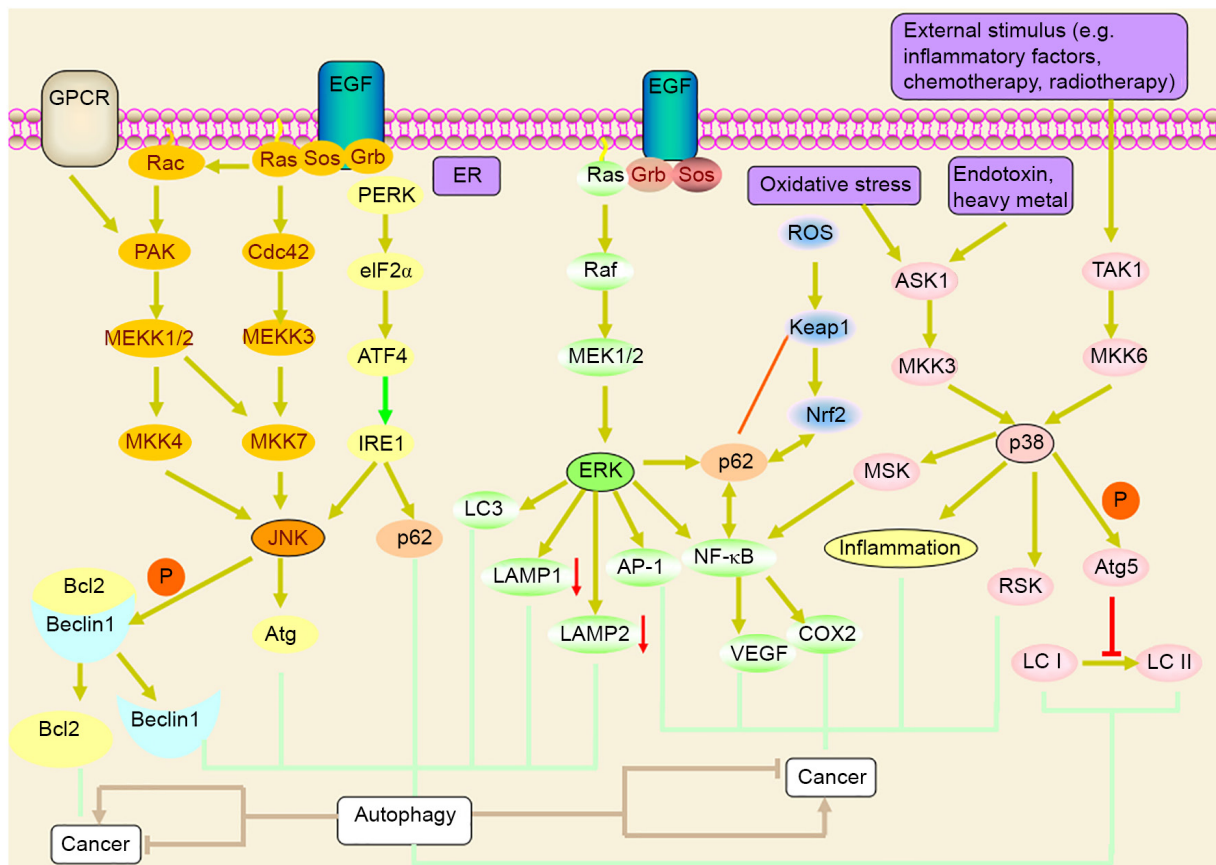 External stimulus (e.g.
inflammatory factors,
chemotherapy, radiotherapy)
GPCR
EGF
EGF
Rac
Ras
Sos
Grb
PERK
ER
Ras
Grb
Sos
Oxidative stress
Endotoxin,
heavy metal
PAK
Cdc42
eIF2α
Raf
ROS
ASK1
TAK1
MEKK1/2
MEKK3
ATF4
MEK1/2
Keap1
MKK3
MKK6
MKK4
MKK7
IRE1
ERK
p62
Nrf2
MSK
p38
JNK
p62
LC3
LAMP1
AP-1
NF-κB
Inflammation
P
RSK
Atg5
P
Bcl2
Beclin1
Atg
LAMP2
VEGF
COX2
LC I
LC II
Bcl2
Beclin1
Cancer
Autophagy
Cancer